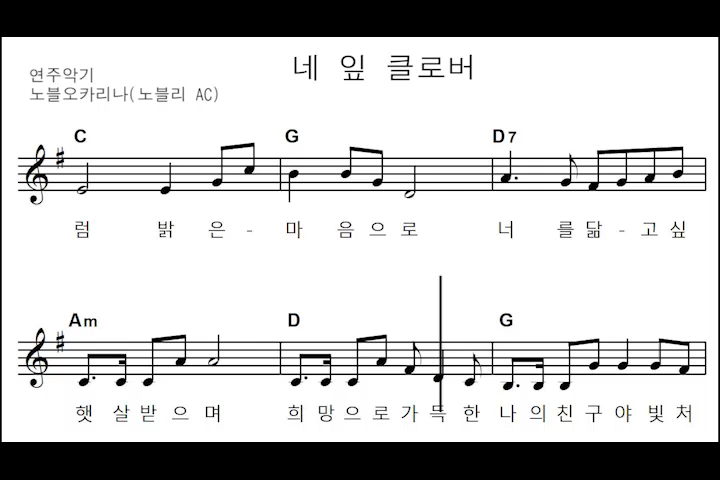 네 잎 클로버
연주악기
노블오카리나(노블리 AC)
C G D7
럼 밝 은- 마 음으로 너 를닮-고싶
Am D G
햇 살받으며 희망으로가득 한 나의친구야빛처